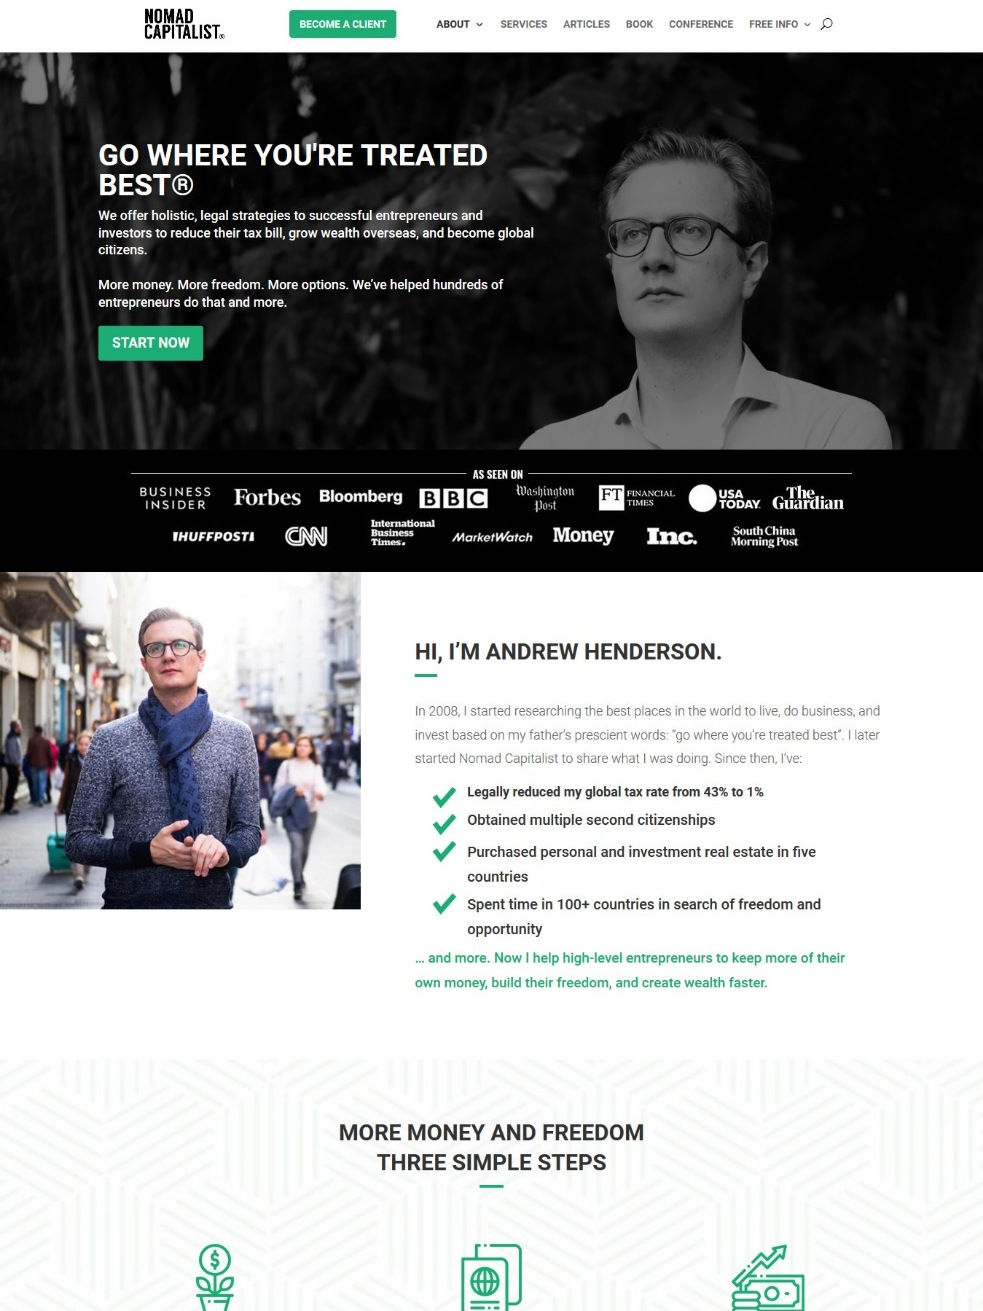 NOMAD
CAPITALIST®
BECOME A CLIENT
ABOUT
SERVICES
ARTICLES
BOOK
CONFERENCE
FREE INFO
GO WHERE YOU'RE TREATED
BEST®
We offer holistic, legal strategies to successful entrepreneurs and
investors to reduce their tax bill, grow wealth overseas, and become global
citizens.
More money. More freedom. More options. We've helped hundreds of
entrepreneurs do that and more.
START NOW
AS SEEN ON
BUSINESS
INSIDER
Forbes
Bloomberg
BBC
Washington
Post
FT FINANCIAL
TIMES
USA
TODAY
The
Guardian
HUFFPOST
CNN
International
Business
Times.
MarketWatch
Money
Inc.
South China
Morning Post
HI, I’M ANDREW HENDERSON.
In 2008, I started researching the best places in the world to live, do business, and
invest based on my father’s prescient words: “go where you’re treated best”. I later
started Nomad Capitalist to share what I was doing. Since then, I’ve:
Legally reduced my global tax rate from 43% to 1%
Obtained multiple second citizenships
Purchased personal and investment real estate in five
countries
Spent time in 100+ countries in search of freedom and
opportunity
... and more. Now I help high-level entrepreneurs to keep more of their
own money, build their freedom, and create wealth faster.
MORE MONEY AND FREEDOM
THREE SIMPLE STEPS
$